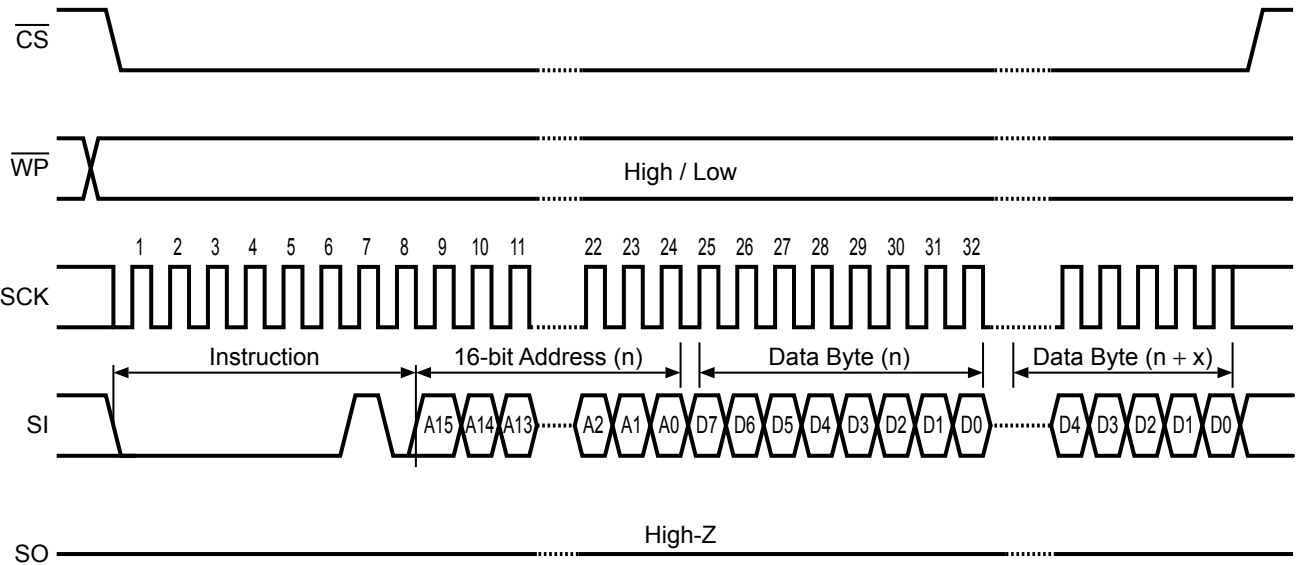 CS
WP
High / Low
1 2 3 4 5 6 7 8 9 10 11 22 23 24 25 26 27 28 29 30 31 32
SCK
Instruction 16-bit Address (n) Data Byte (n) Data Byte (n + x)
SI A15 A14 A13 A2 A1 A0 D7 D6 D5 D4 D3 D2 D1 D0 D4 D3 D2 D1 D0
High-Z
SO